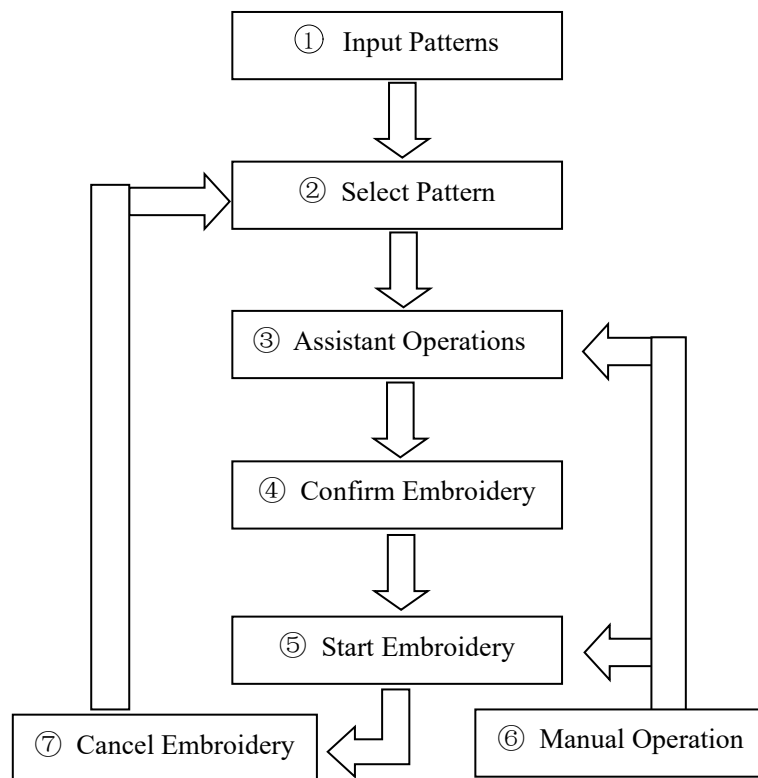 ① Input Patterns
② Select Pattern
③ Assistant Operations
④ Confirm Embroidery
⑤ Start Embroidery
⑦ Cancel Embroidery
⑥ Manual Operation